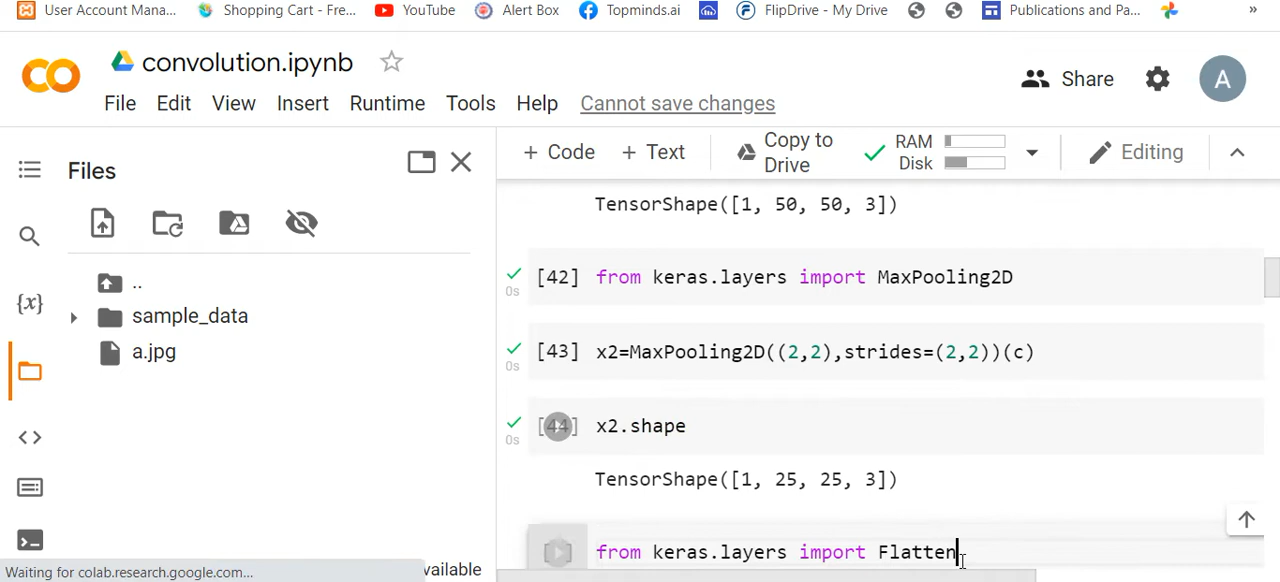 User Account Mana... Shopping Cart - Fre... YouTube Alert Box Topminds.ai FlipDrive - My Drive Publications and Pa... »
convolution.ipynb
File Edit View Insert Runtime Tools Help Cannot save changes
Share A
Files
+ Code + Text Copy to Drive RAM Disk Editing
..
sample_data
a.jpg
{x}
TensorShape([1, 50, 50, 3])
[42] from keras.layers import MaxPooling2D
0s
[43] x2=MaxPooling2D((2,2),strides=(2,2))(c)
0s
[44] x2.shape
0s
TensorShape([1, 25, 25, 3])
[ ] from keras.layers import Flatten
Waiting for colab.research.google.com... vailable